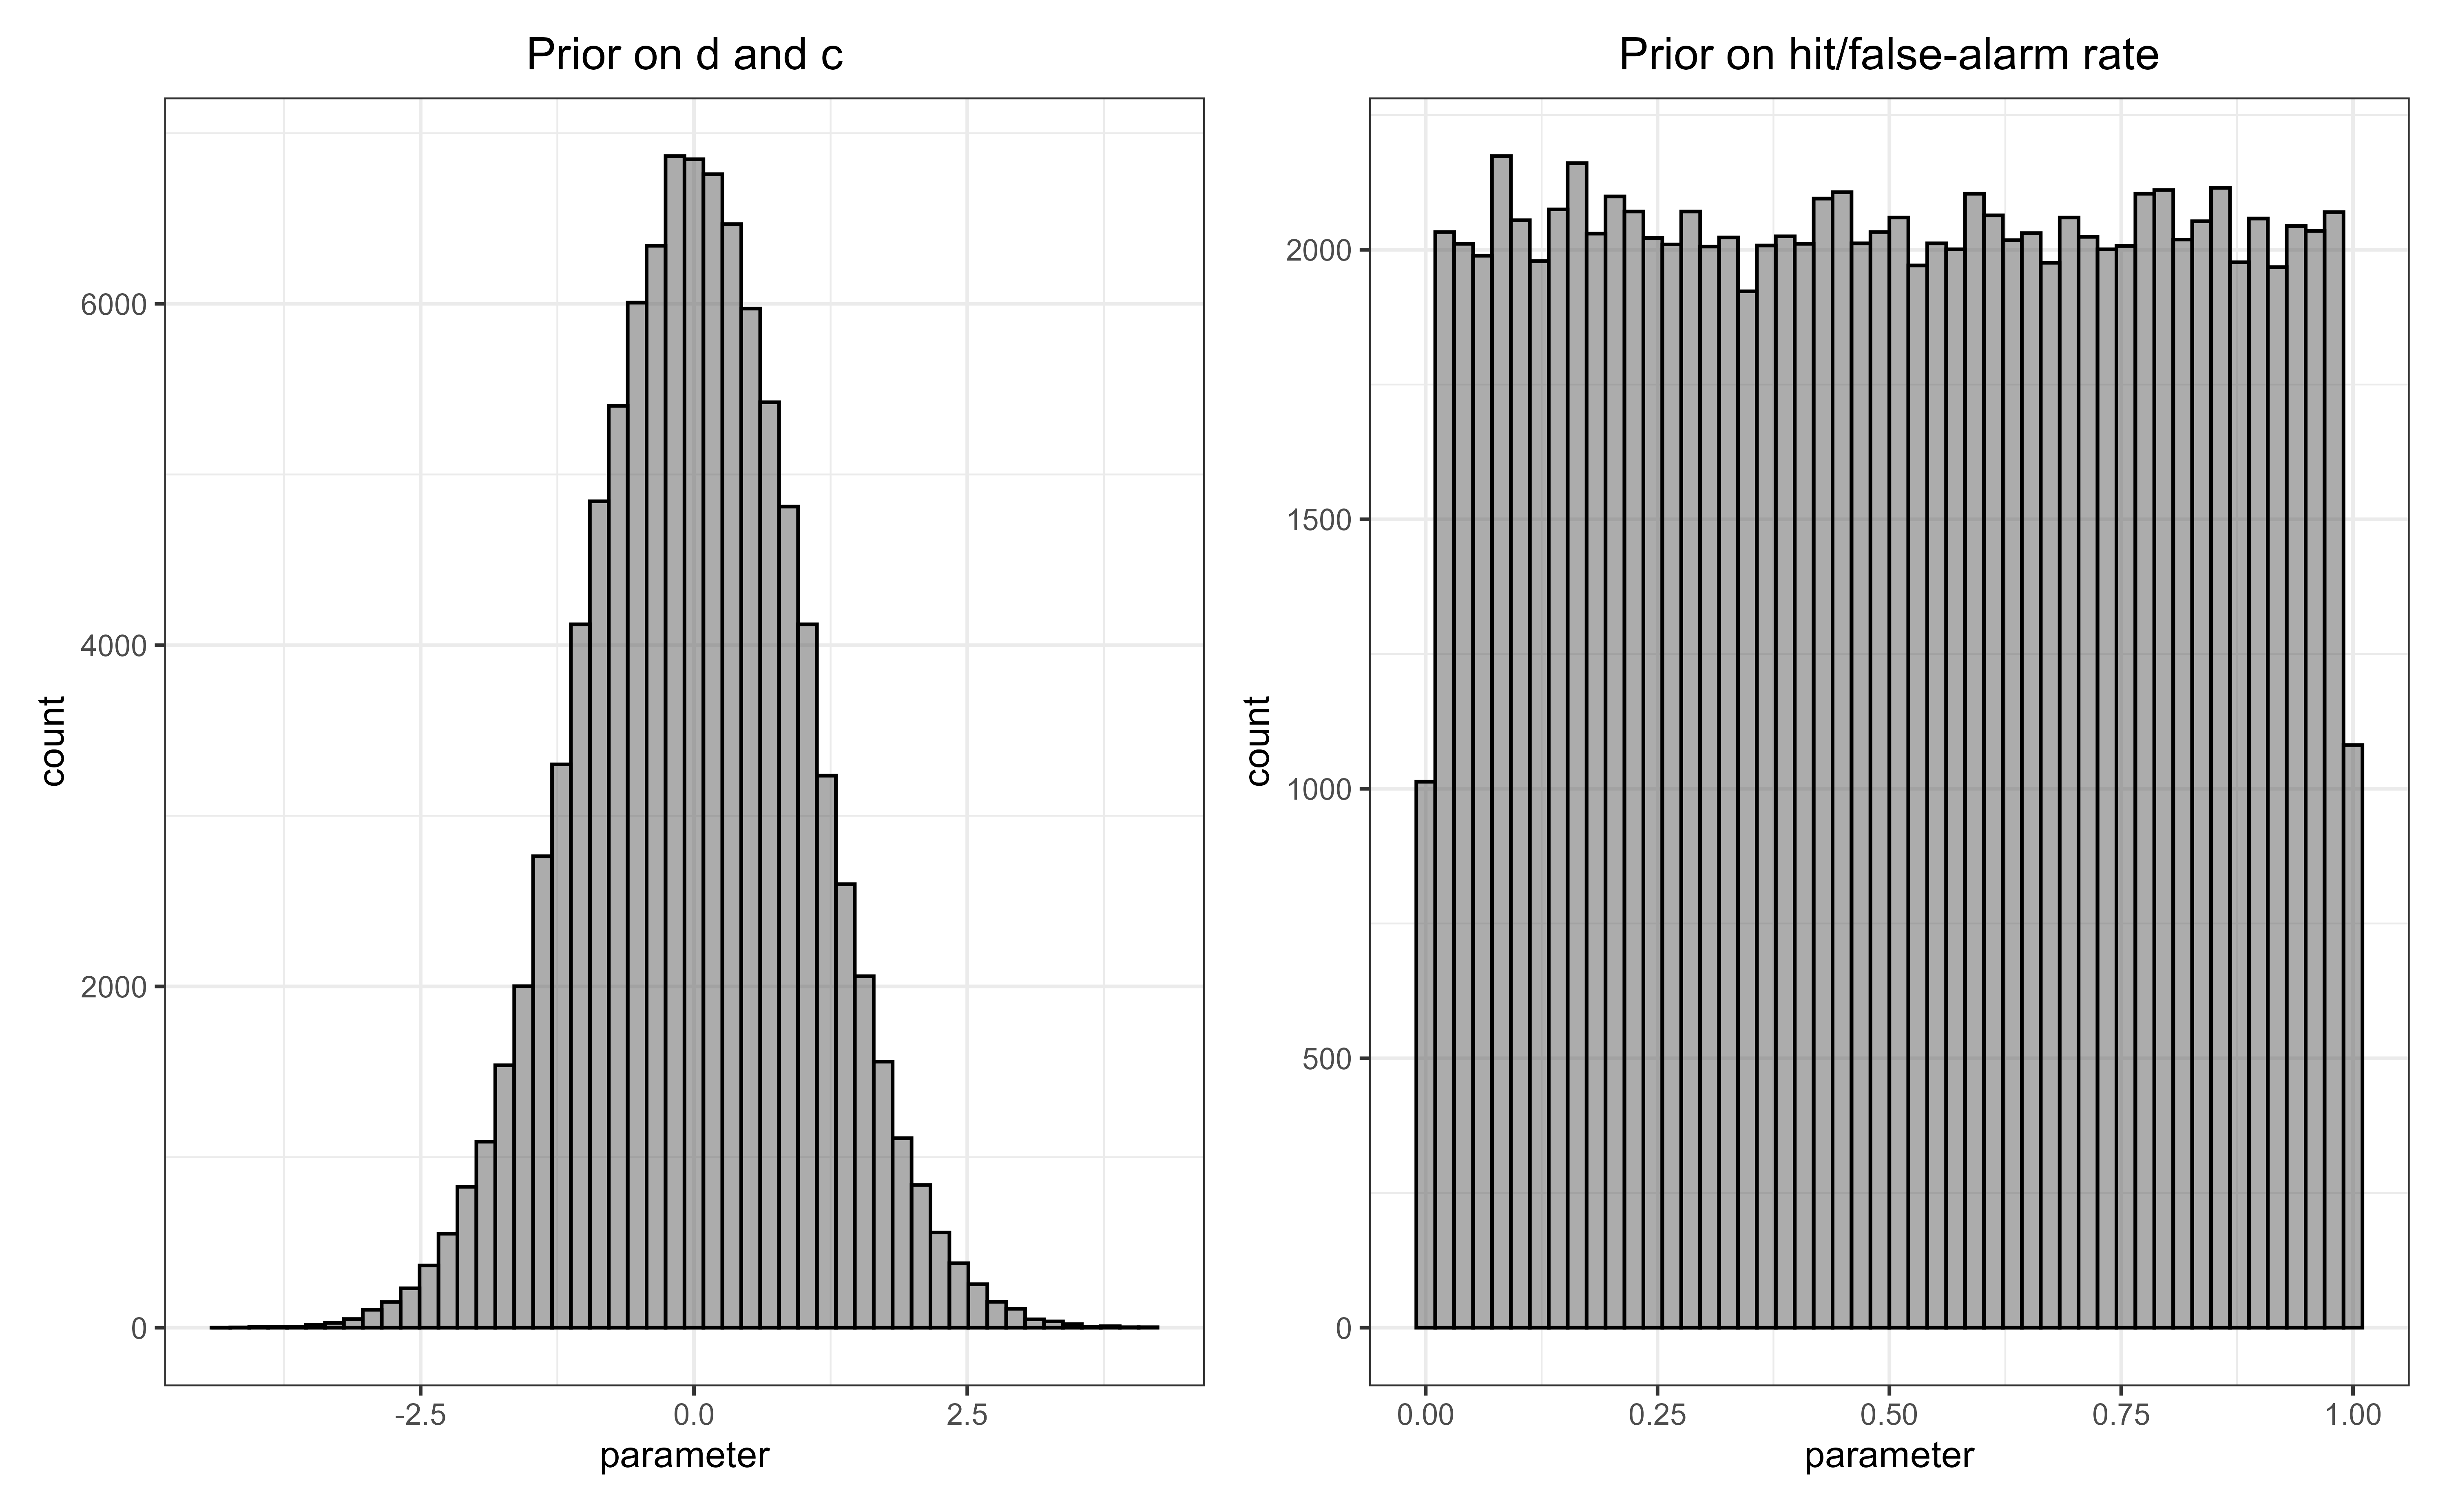 Prior on d and c
count
6000
4000
2000
0
-2.5 0.0 2.5
parameter
Prior on hit/false-alarm rate
count
2000
1500
1000
500
0
0.00 0.25 0.50 0.75 1.00
parameter